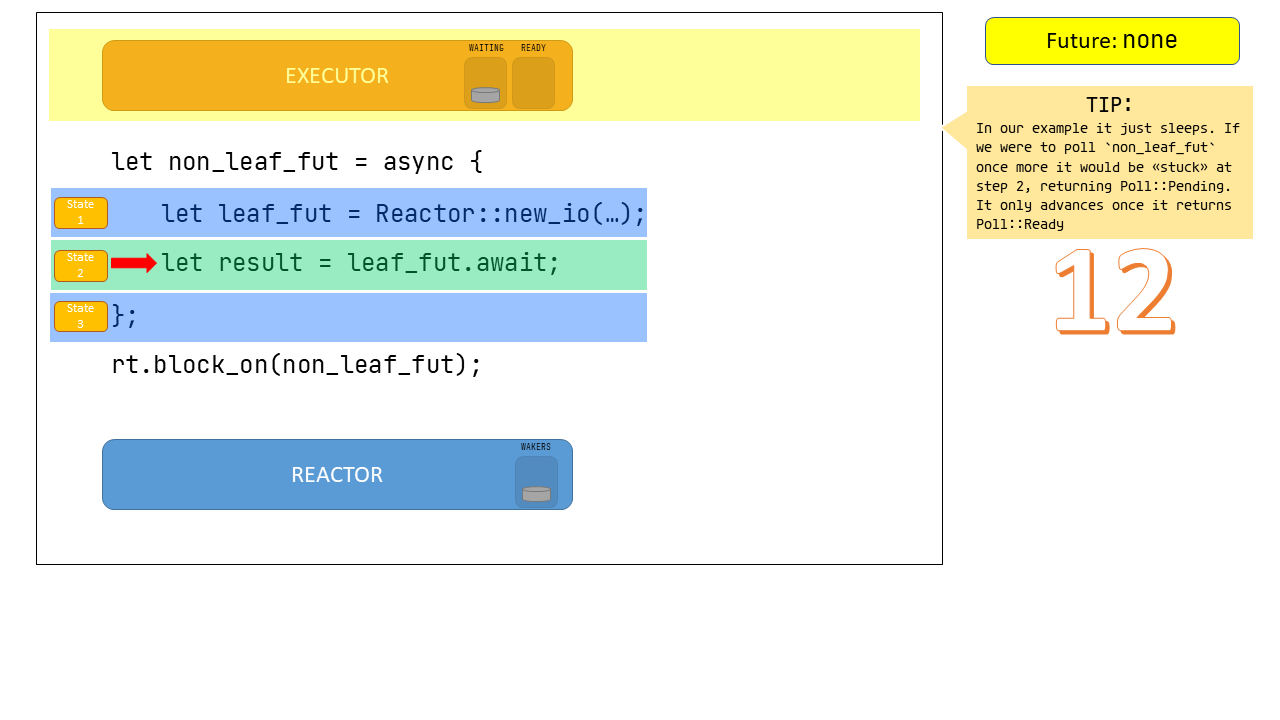 EXECUTOR
WAITING
READY
let non_leaf_fut = async {
State
1
let leaf_fut = Reactor::new_io(…);
State
2
let result = leaf_fut.await;
State
3
};
rt.block_on(non_leaf_fut);
REACTOR
WAKERS
Future: none
TIP:
In our example it just sleeps. If
we were to poll `non_leaf_fut`
once more it would be «stuck» at
step 2, returning Poll::Pending.
It only advances once it returns
Poll::Ready
12